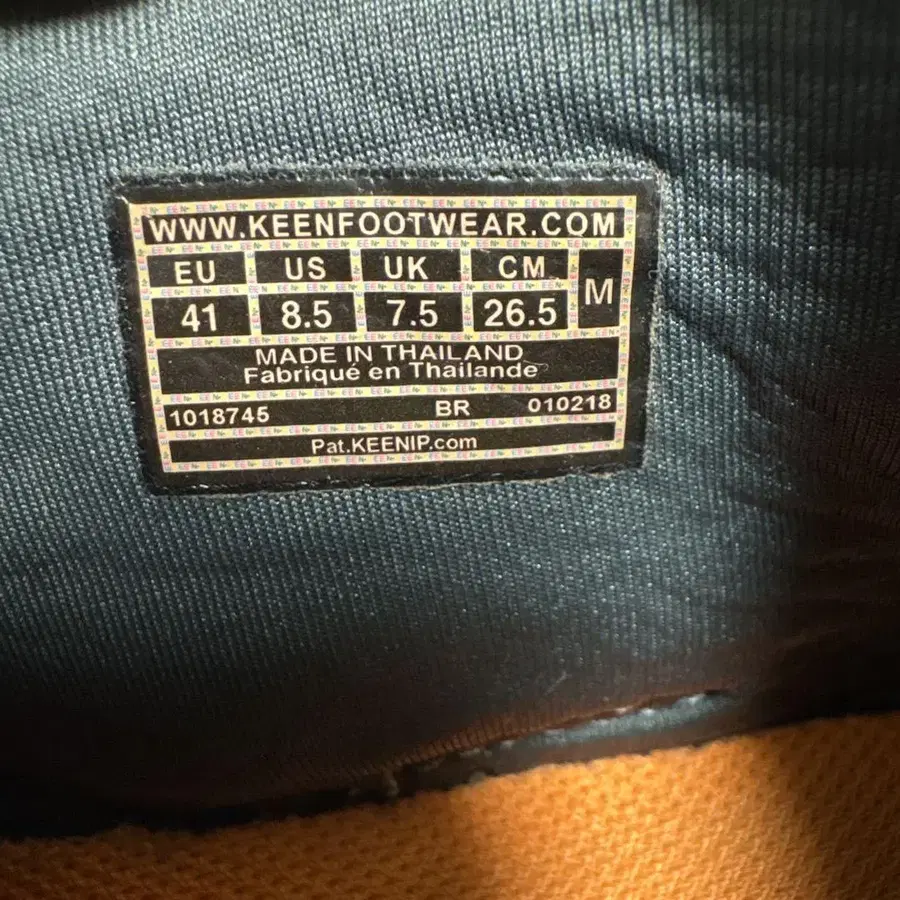 WWW.KEENFOOTWEAR.COM
EU US UK CM M
41 8.5 7.5 26.5
MADE IN THAILAND
Fabriqué en Thaïlande
1018745 BR 010218
Pat.KEENIP.com